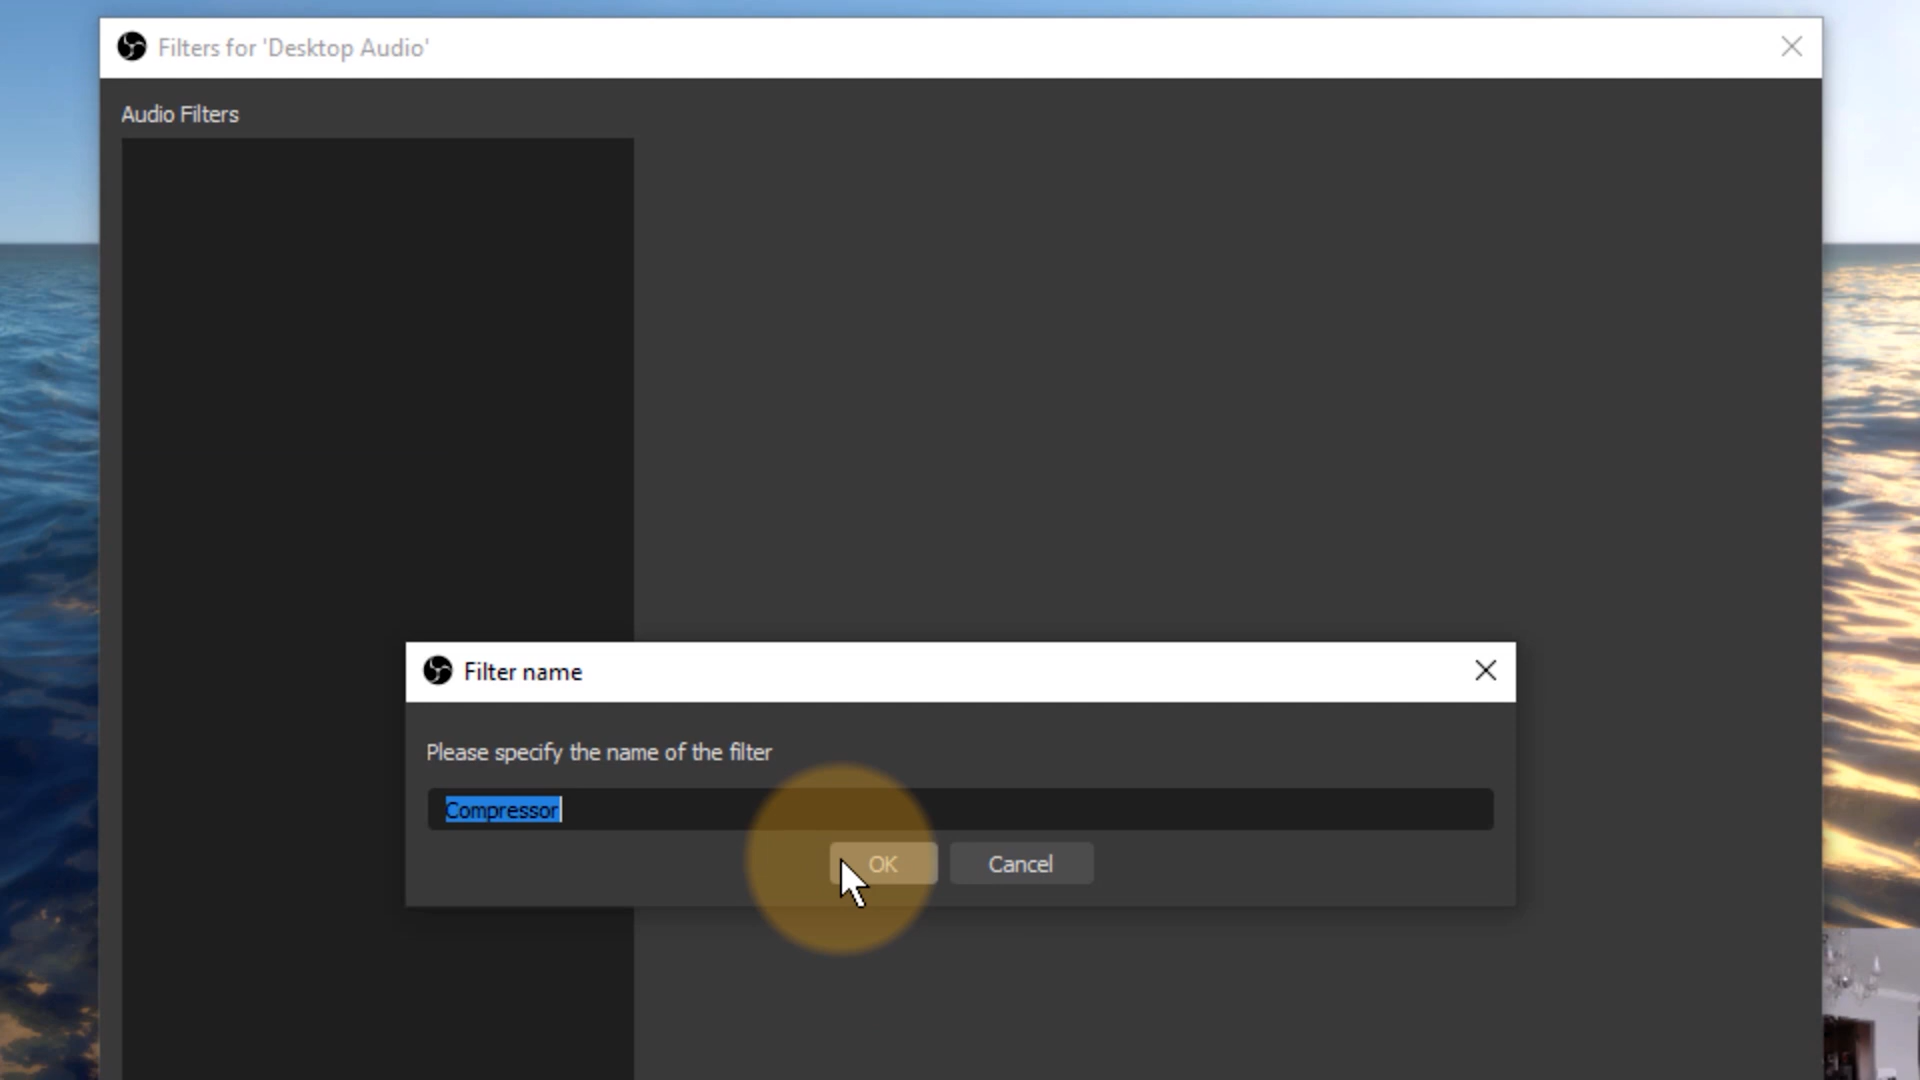 Filters for 'Desktop Audio'
Audio Filters
Filter name
Please specify the name of the filter
Compressor
OK
Cancel